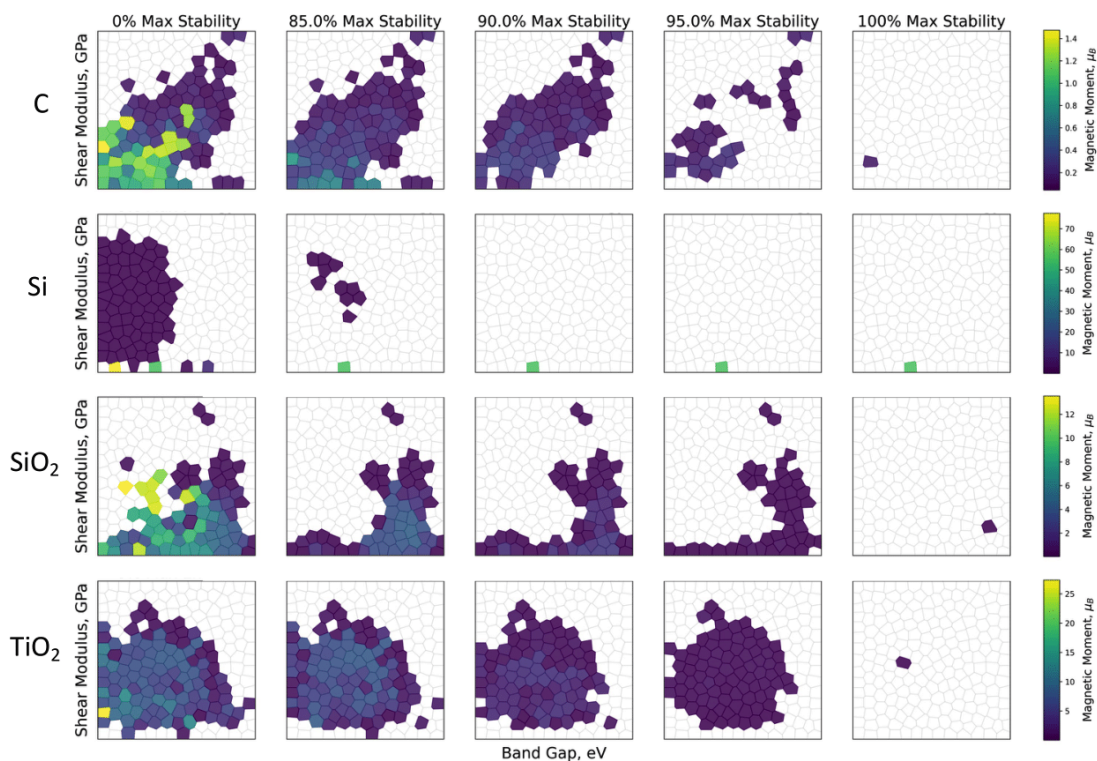 0% Max Stability 85.0% Max Stability 90.0% Max Stability 95.0% Max Stability 100% Max Stability
C
Shear Modulus, GPa
1.4
1.2
1.0
0.8
0.6
0.4
0.2
Magnetic Moment, μB
Si
Shear Modulus, GPa
70
60
50
40
30
20
10
Magnetic Moment, μB
SiO2
Shear Modulus, GPa
12
10
8
6
4
2
Magnetic Moment, μB
TiO2
Shear Modulus, GPa
25
20
15
10
5
Magnetic Moment, μB
Band Gap, eV